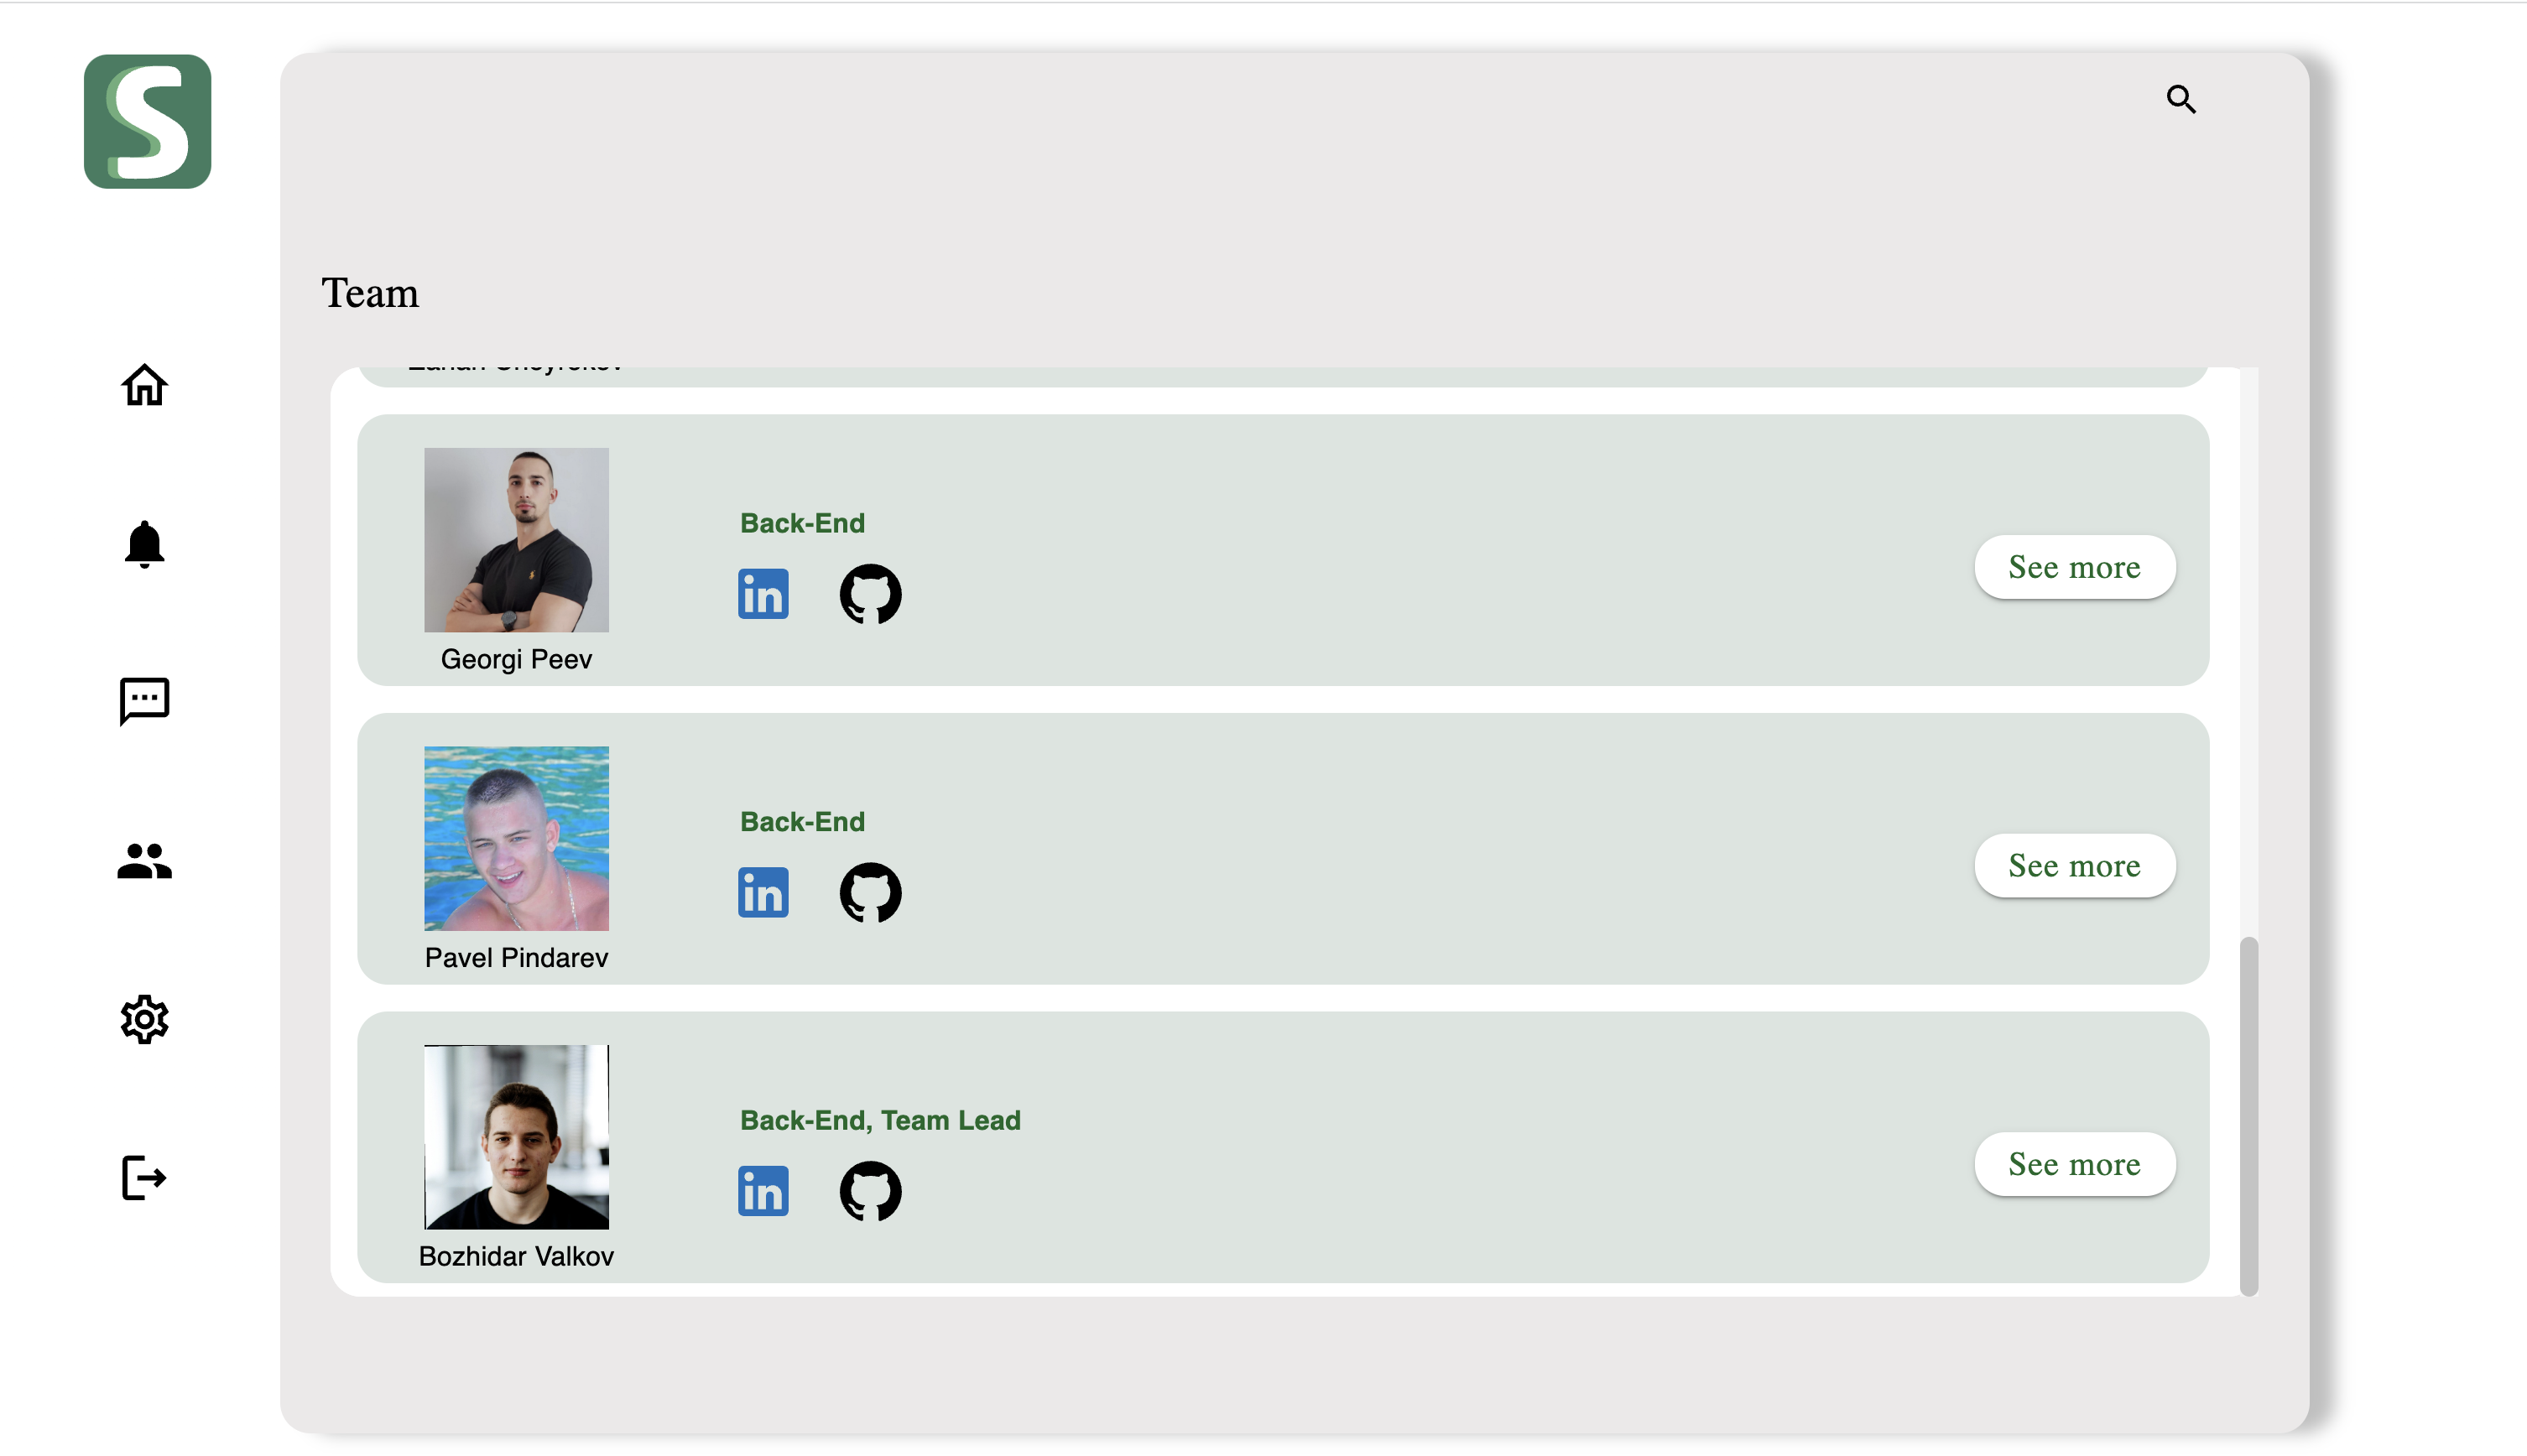 S
Team
Georgi Peev
Back-End
in
See more
Pavel Pindarev
Back-End
in
See more
Bozhidar Valkov
Back-End, Team Lead
in
See more